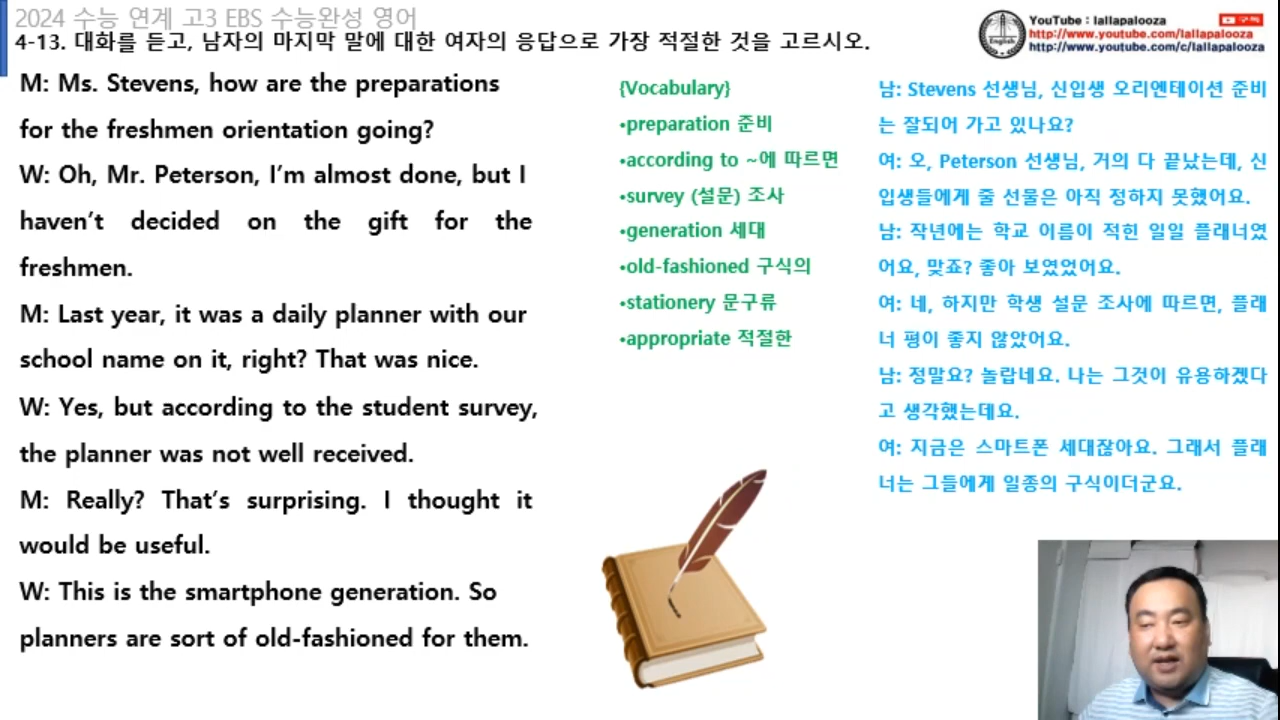 2024 수능 연계 고3 EBS 수능완성 영어
4-13. 대화를 듣고, 남자의 마지막 말에 대한 여자의 응답으로 가장 적절한 것을 고르시오.
YouTube : lallapalooza
구독
http://www.youtube.com/lallapalooza
http://www.youtube.com/c/lallapalooza
English
M: Ms. Stevens, how are the preparations
for the freshmen orientation going?
W: Oh, Mr. Peterson, I’m almost done, but I
haven’t decided on the gift for the
freshmen.
M: Last year, it was a daily planner with our
school name on it, right? That was nice.
W: Yes, but according to the student survey,
the planner was not well received.
M: Really? That’s surprising. I thought it
would be useful.
W: This is the smartphone generation. So
planners are sort of old-fashioned for them.
{Vocabulary}
•preparation 준비
•according to ~에 따르면
•survey (설문) 조사
•generation 세대
•old-fashioned 구식의
•stationery 문구류
•appropriate 적절한
남: Stevens 선생님, 신입생 오리엔테이션 준비
는 잘되어 가고 있나요?
여: 오, Peterson 선생님, 거의 다 끝났는데, 신
입생들에게 줄 선물은 아직 정하지 못했어요.
남: 작년에는 학교 이름이 적힌 일일 플래너였
어요, 맞죠? 좋아 보였었어요.
여: 네, 하지만 학생 설문 조사에 따르면, 플래
너 평이 좋지 않았어요.
남: 정말요? 놀랍네요. 나는 그것이 유용하겠다
고 생각했는데요.
여: 지금은 스마트폰 세대잖아요. 그래서 플래
너는 그들에게 일종의 구식이더군요.